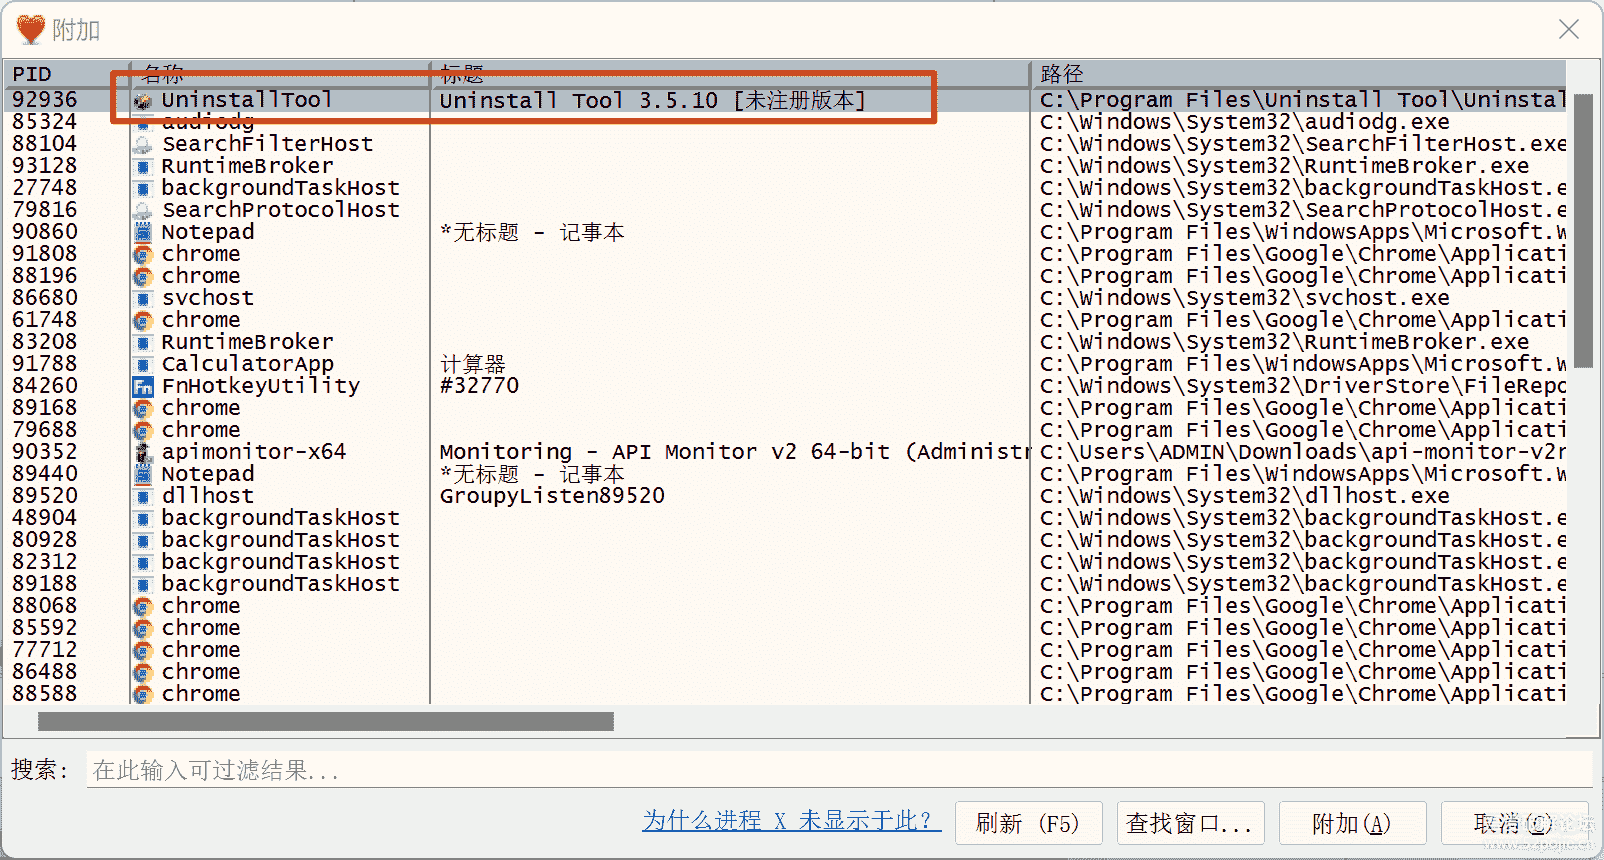 附加
PID 名称 标题 路径
92936 UninstallTool Uninstall Tool 3.5.10 [未注册版本] C:\Program Files\Uninstall Tool\Uninstal
85324 audiodg C:\Windows\System32\audiodg.exe
88104 SearchFilterHost C:\Windows\System32\SearchFilterHost.exe
93128 RuntimeBroker C:\Windows\System32\RuntimeBroker.exe
27748 backgroundTaskHost C:\Windows\System32\backgroundTaskHost.e
79816 SearchProtocolHost C:\Windows\System32\SearchProtocolHost.e
90860 Notepad *无标题 - 记事本 C:\Program Files\WindowsApps\Microsoft.W
91808 chrome C:\Program Files\Google\Chrome\Applicati
88196 chrome C:\Program Files\Google\Chrome\Applicati
86680 svchost C:\Windows\System32\svchost.exe
61748 chrome C:\Program Files\Google\Chrome\Applicati
83208 RuntimeBroker C:\Windows\System32\RuntimeBroker.exe
91788 CalculatorApp 计算器 C:\Program Files\WindowsApps\Microsoft.W
84260 FnHotkeyUtility #32770 C:\Windows\System32\DriverStore\FileRepo
89168 chrome C:\Program Files\Google\Chrome\Applicati
79688 chrome C:\Program Files\Google\Chrome\Applicati
90352 apimonitor-x64 Monitoring - API Monitor v2 64-bit (Administr C:\Users\ADMIN\Downloads\api-monitor-v2r
89440 Notepad *无标题 - 记事本 C:\Program Files\WindowsApps\Microsoft.W
89520 dllhost GroupyListen89520 C:\Windows\System32\dllhost.exe
48904 backgroundTaskHost C:\Windows\System32\backgroundTaskHost.e
80928 backgroundTaskHost C:\Windows\System32\backgroundTaskHost.e
82312 backgroundTaskHost C:\Windows\System32\backgroundTaskHost.e
89188 backgroundTaskHost C:\Windows\System32\backgroundTaskHost.e
88068 chrome C:\Program Files\Google\Chrome\Applicati
85592 chrome C:\Program Files\Google\Chrome\Applicati
77712 chrome C:\Program Files\Google\Chrome\Applicati
86488 chrome C:\Program Files\Google\Chrome\Applicati
88588 chrome C:\Program Files\Google\Chrome\Applicati
搜索: 在此输入可过滤结果...
为什么进程 X 未显示于此? 刷新 (F5) 查找窗口... 附加(A) 取消(C)